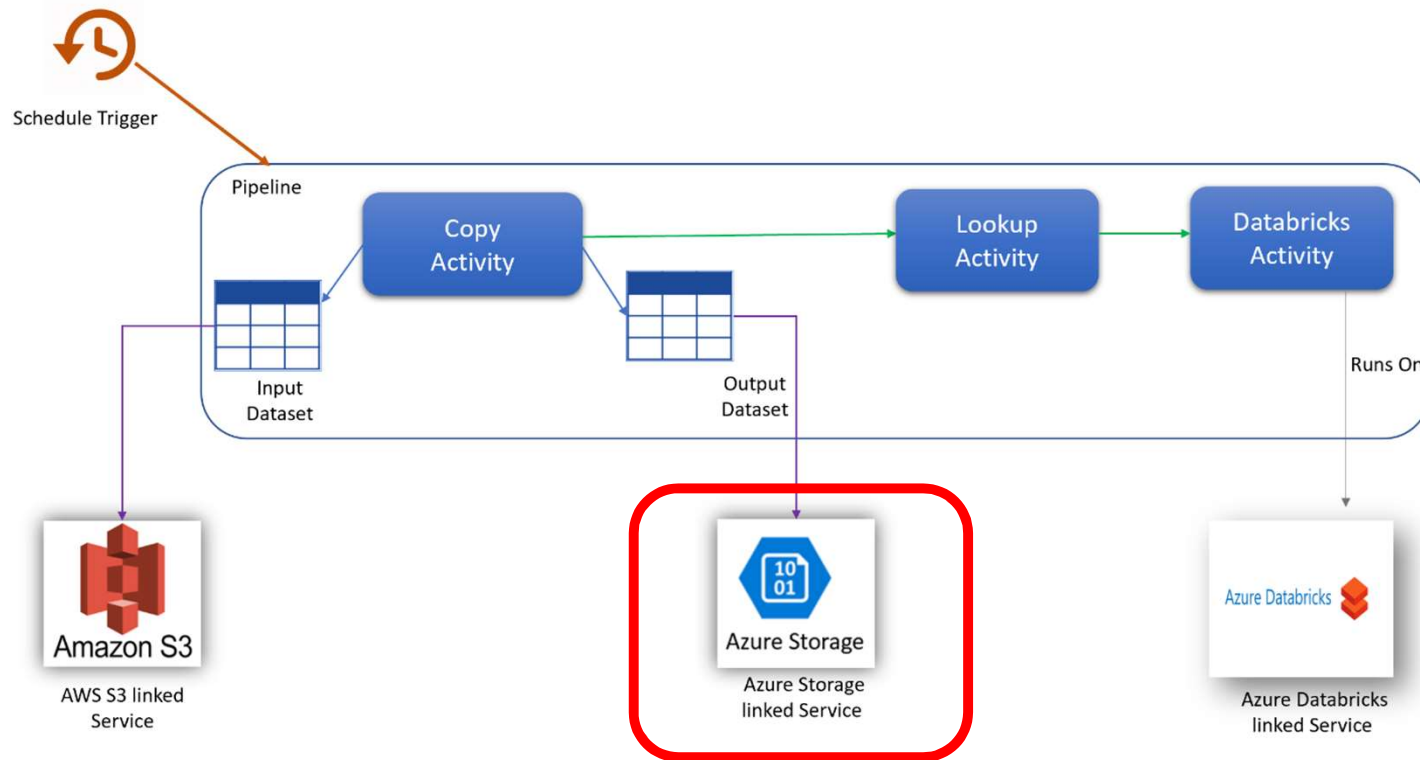 Schedule Trigger
Pipeline
Copy
Activity
Lookup
Activity
Databricks
Activity
Input
Dataset
Output
Dataset
Runs On
Amazon S3
AWS S3 linked
Service
10
01
Azure Storage
Azure Storage
linked Service
Azure Databricks
Azure Databricks
linked Service